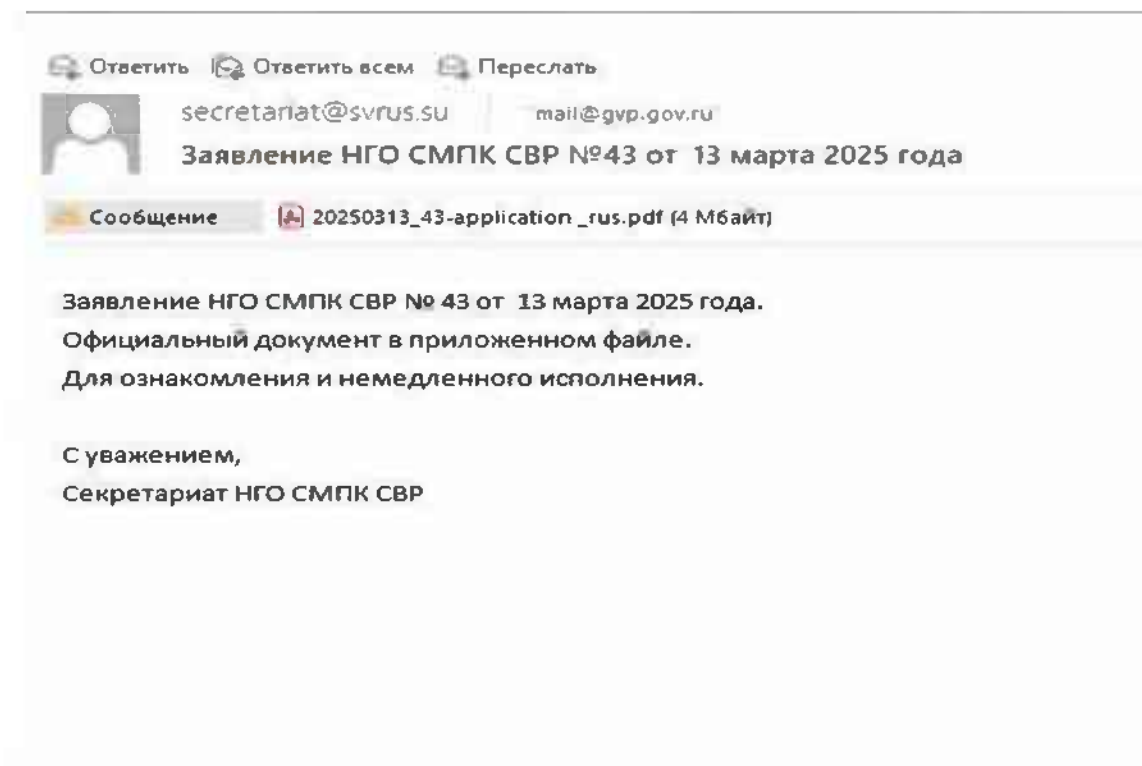 Ответить Ответить всем Переслать
secretariat@svrus.su mail@gvp.gov.ru
Заявление НГО СМПК СВР №43 от 13 марта 2025 года
Сообщение 20250313_43-application _rus.pdf (4 Мбайт)
Заявление НГО СМПК СВР № 43 от 13 марта 2025 года.
Официальный документ в приложенном файле.
Для ознакомления и немедленного исполнения.
С уважением,
Секретариат НГО СМПК СВР